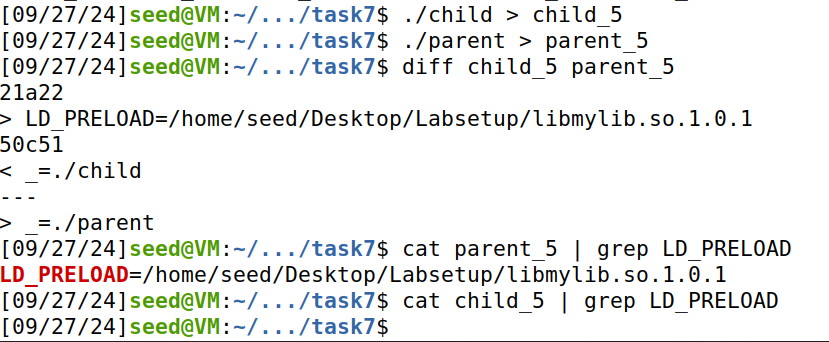 [09/27/24]seed@VM:~/.../task7$ ./child > child_5
[09/27/24]seed@VM:~/.../task7$ ./parent > parent_5
[09/27/24]seed@VM:~/.../task7$ diff child_5 parent_5
21a22
> LD_PRELOAD=/home/seed/Desktop/Labsetup/libmylib.so.1.0.1
50c51
< _=./child
---
> _=./parent
[09/27/24]seed@VM:~/.../task7$ cat parent_5 | grep LD_PRELOAD
LD_PRELOAD=/home/seed/Desktop/Labsetup/libmylib.so.1.0.1
[09/27/24]seed@VM:~/.../task7$ cat child_5 | grep LD_PRELOAD
[09/27/24]seed@VM:~/.../task7$